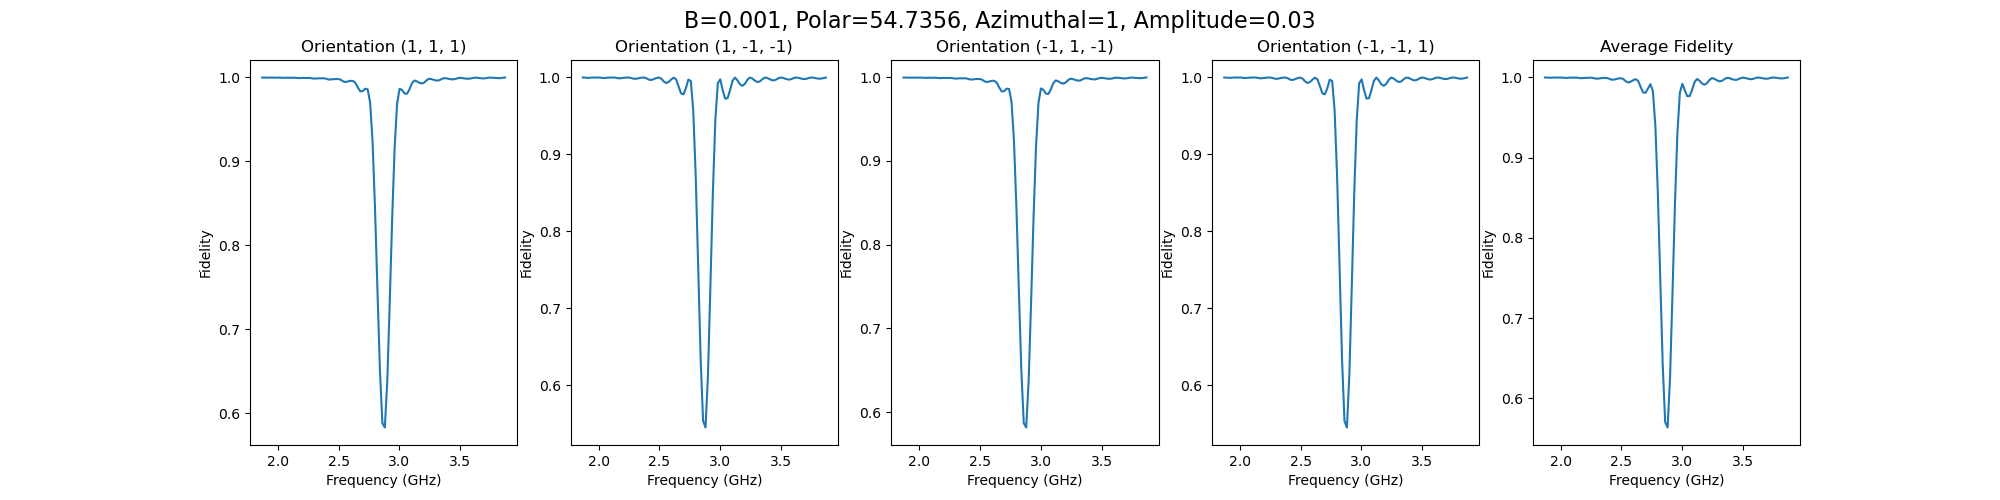 B=0.001, Polar=54.7356, Azimuthal=1, Amplitude=0.03
Orientation (1, 1, 1)
1.0
0.9
0.8
0.7
0.6
Fidelity
2.0 2.5 3.0 3.5
Frequency (GHz)
Orientation (1, -1, -1)
1.0
0.9
0.8
0.7
0.6
Fidelity
2.0 2.5 3.0 3.5
Frequency (GHz)
Orientation (-1, 1, -1)
1.0
0.9
0.8
0.7
0.6
Fidelity
2.0 2.5 3.0 3.5
Frequency (GHz)
Orientation (-1, -1, 1)
1.0
0.9
0.8
0.7
0.6
Fidelity
2.0 2.5 3.0 3.5
Frequency (GHz)
Average Fidelity
1.0
0.9
0.8
0.7
0.6
Fidelity
2.0 2.5 3.0 3.5
Frequency (GHz)